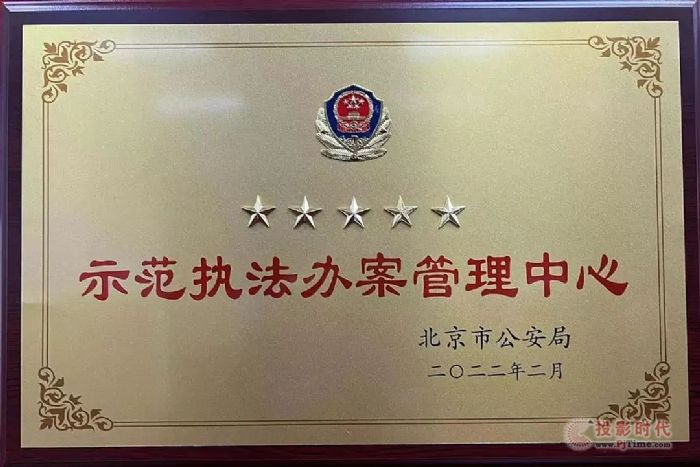 示范执法办案管理中心
北京市公安局
二〇二二年二月
投影时代
www.PjTime.com